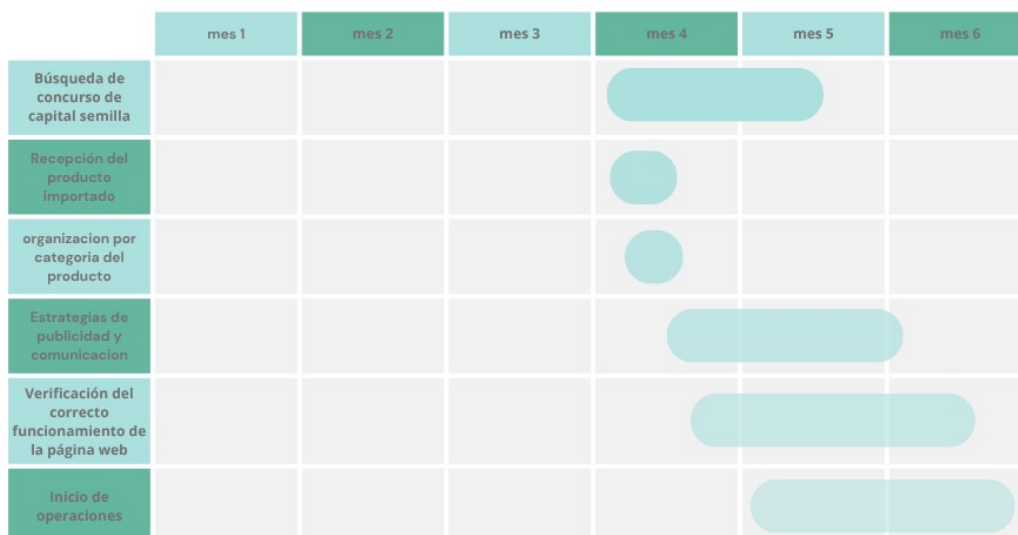 mes 1 mes 2 mes 3 mes 4 mes 5 mes 6
Búsqueda de
concurso de
capital semilla
Recepción del
producto
importado
organizacion por
categoria del
producto
Estrategias de
publicidad y
comunicacion
Verificación del
correcto
funcionamiento de
la página web
Inicio de
operaciones